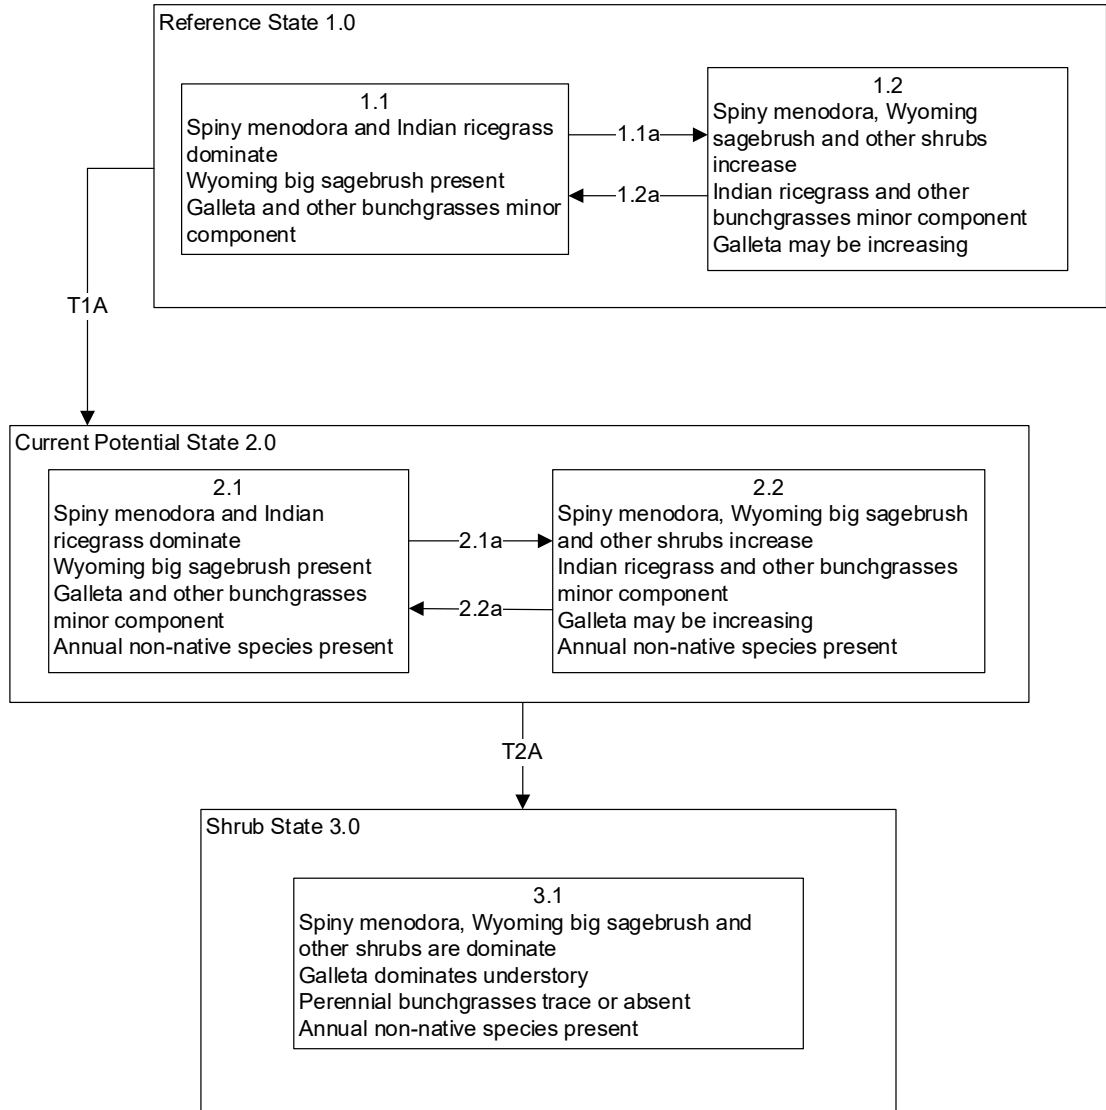 Reference State 1.0
1.1
Spiny menodora and Indian ricegrass
dominate
Wyoming big sagebrush present
Galleta and other bunchgrasses minor
component
1.1a
1.2a
1.2
Spiny menodora, Wyoming
sagebrush and other shrubs
increase
Indian ricegrass and other
bunchgrasses minor component
Galleta may be increasing
T1A
Current Potential State 2.0
2.1
Spiny menodora and Indian
ricegrass dominate
Wyoming big sagebrush present
Galleta and other bunchgrasses
minor component
Annual non-native species present
2.1a
2.2a
2.2
Spiny menodora, Wyoming big sagebrush
and other shrubs increase
Indian ricegrass and other bunchgrasses
minor component
Galleta may be increasing
Annual non-native species present
T2A
Shrub State 3.0
3.1
Spiny menodora, Wyoming big sagebrush and
other shrubs are dominate
Galleta dominates understory
Perennial bunchgrasses trace or absent
Annual non-native species present